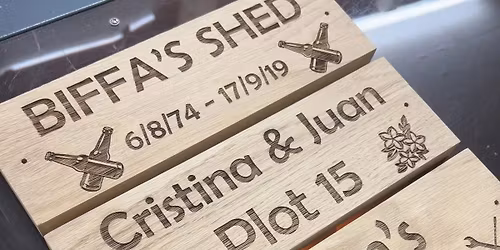 BIFFA'S SHED
6/8/74 - 17/9/19
Cristina & Juan
Plot 15